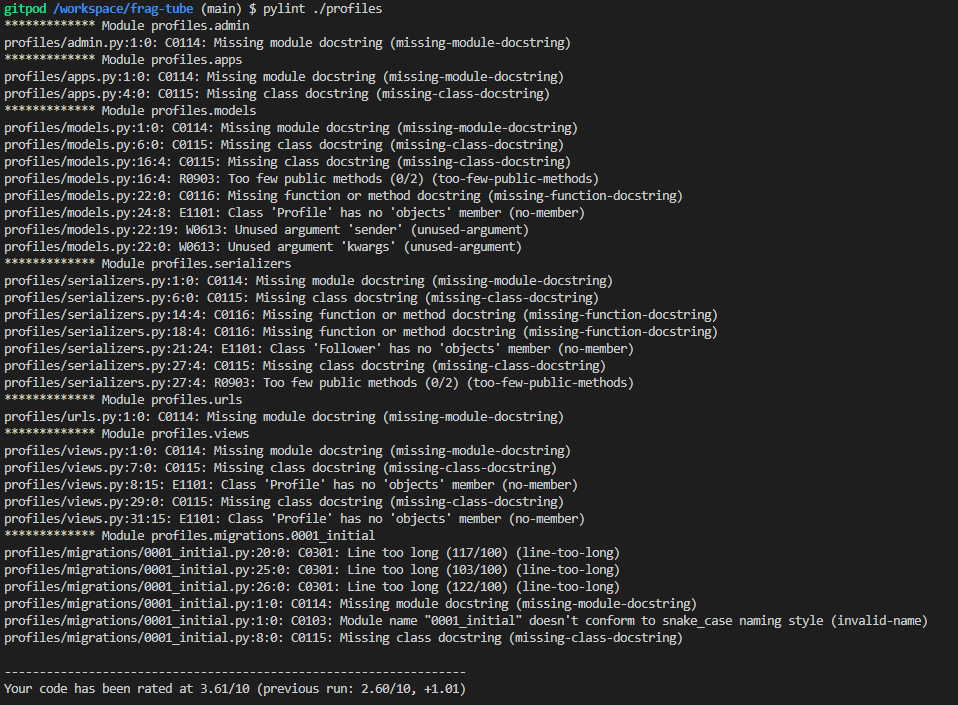 gitpod /workspace/frag-tube (main) $ pylint ./profiles
************* Module profiles.admin
profiles/admin.py:1:0: C0114: Missing module docstring (missing-module-docstring)
************* Module profiles.apps
profiles/apps.py:1:0: C0114: Missing module docstring (missing-module-docstring)
profiles/apps.py:4:0: C0115: Missing class docstring (missing-class-docstring)
************* Module profiles.models
profiles/models.py:1:0: C0114: Missing module docstring (missing-module-docstring)
profiles/models.py:6:0: C0115: Missing class docstring (missing-class-docstring)
profiles/models.py:16:4: C0115: Missing class docstring (missing-class-docstring)
profiles/models.py:16:4: R0903: Too few public methods (0/2) (too-few-public-methods)
profiles/models.py:22:0: C0116: Missing function or method docstring (missing-function-docstring)
profiles/models.py:24:8: E1101: Class 'Profile' has no 'objects' member (no-member)
profiles/models.py:22:19: W0613: Unused argument 'sender' (unused-argument)
profiles/models.py:22:0: W0613: Unused argument 'kwargs' (unused-argument)
************* Module profiles.serializers
profiles/serializers.py:1:0: C0114: Missing module docstring (missing-module-docstring)
profiles/serializers.py:6:0: C0115: Missing class docstring (missing-class-docstring)
profiles/serializers.py:14:4: C0116: Missing function or method docstring (missing-function-docstring)
profiles/serializers.py:18:4: C0116: Missing function or method docstring (missing-function-docstring)
profiles/serializers.py:21:24: E1101: Class 'Follower' has no 'objects' member (no-member)
profiles/serializers.py:27:4: C0115: Missing class docstring (missing-class-docstring)
profiles/serializers.py:27:4: R0903: Too few public methods (0/2) (too-few-public-methods)
************* Module profiles.urls
profiles/urls.py:1:0: C0114: Missing module docstring (missing-module-docstring)
************* Module profiles.views
profiles/views.py:1:0: C0114: Missing module docstring (missing-module-docstring)
profiles/views.py:7:0: C0115: Missing class docstring (missing-class-docstring)
profiles/views.py:8:15: E1101: Class 'Profile' has no 'objects' member (no-member)
profiles/views.py:29:0: C0115: Missing class docstring (missing-class-docstring)
profiles/views.py:31:15: E1101: Class 'Profile' has no 'objects' member (no-member)
************* Module profiles.migrations.0001_initial
profiles/migrations/0001_initial.py:20:0: C0301: Line too long (117/100) (line-too-long)
profiles/migrations/0001_initial.py:25:0: C0301: Line too long (103/100) (line-too-long)
profiles/migrations/0001_initial.py:26:0: C0301: Line too long (122/100) (line-too-long)
profiles/migrations/0001_initial.py:1:0: C0114: Missing module docstring (missing-module-docstring)
profiles/migrations/0001_initial.py:1:0: C0103: Module name "0001_initial" doesn't conform to snake_case naming style (invalid-name)
profiles/migrations/0001_initial.py:8:0: C0115: Missing class docstring (missing-class-docstring)
------------------------------------------------------------------
Your code has been rated at 3.61/10 (previous run: 2.60/10, +1.01)